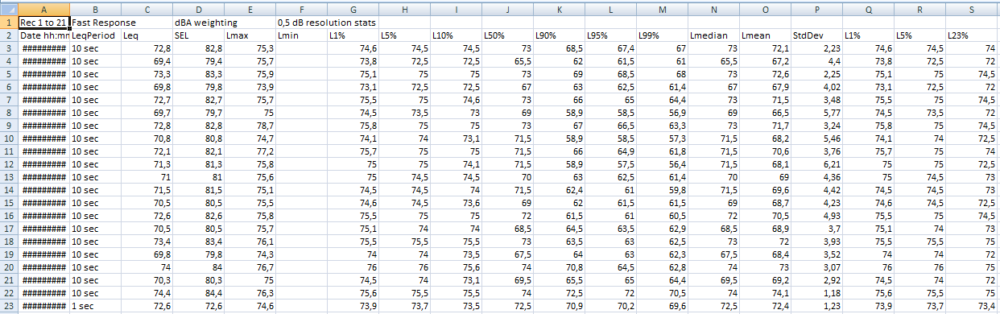 A B C D E F G H I J K L M N O P Q R S
1 Rec 1 to 21 Fast Response dBA weighting 0,5 dB resolution stats
2 Date hh:mm LeqPeriod Leq SEL Lmax Lmin L1% L5% L10% L50% L90% L95% L99% Lmedian Lmean StdDev L1% L5% L23%
3 ######### 10 sec 72,8 82,8 75,3 74,6 74,5 74,5 73 68,5 67,4 67 73 72,1 2,23 74,6 74,5 74
4 ######### 10 sec 69,4 79,4 75,7 73,8 72,5 72,5 65,5 62 61,5 61 65,5 67,2 4,4 73,8 72,5 72
5 ######### 10 sec 73,3 83,3 75,9 75,1 75 75 73 69 68,5 68 73 72,6 2,25 75,1 75 74,5
6 ######### 10 sec 69,8 79,8 73,9 73,1 72,5 72,5 67 63 62,5 61,4 67 67,9 4,02 73,1 72,5 72
7 ######### 10 sec 72,7 82,7 75,7 75,5 75 74,6 73 66 65 64,4 73 71,5 3,48 75,5 75 74,5
8 ######### 10 sec 69,7 79,7 75 74,5 73,5 73 69 58,9 58,5 56,9 69 66,5 5,77 74,5 73,5 72
9 ######### 10 sec 72,8 82,8 78,7 75,8 75 75 73 67 66,5 63,3 73 71,7 3,24 75,8 75 74,5
10 ######### 10 sec 70,8 80,8 74,7 74,1 74 73,1 71,5 58,9 58,5 57,3 71,5 68,2 5,46 74,1 74 72,5
11 ######### 10 sec 72,1 82,1 77,2 75,7 75 75 71,5 66 64,9 61,8 71,5 70,6 3,76 75,7 75 74
12 ######### 10 sec 71,3 81,3 75,8 75 75 74,1 71,5 58,9 57,5 56,4 71,5 68,1 6,21 75 75 72,5
13 ######### 10 sec 71 81 75,6 75 74,5 74,5 70 63 62,5 61,4 70 69 4,36 75 74,5 73
14 ######### 10 sec 71,5 81,5 75,1 74,5 74,5 74 71,5 62,4 61 59,8 71,5 69,6 4,42 74,5 74,5 73
15 ######### 10 sec 70,5 80,5 75,5 74,6 74,5 73,6 69 62 61,5 61,5 69 68,7 4,23 74,6 74,5 72,5
16 ######### 10 sec 72,6 82,6 75,8 75,5 75 75 72 61,5 61 60,5 72 70,5 4,93 75,5 75 74,5
17 ######### 10 sec 70,5 80,5 75,7 75,1 74 74 68,5 64,5 63,5 62,9 68,5 68,9 3,7 75,1 74 73
18 ######### 10 sec 73,4 83,4 76,1 75,5 75,5 75,5 73 63,5 63 62,5 73 72 3,93 75,5 75,5 75
19 ######### 10 sec 69,8 79,8 74,3 74 74 73,5 67,5 64 63 62,3 67,5 68,4 3,52 74 74 72
20 ######### 10 sec 74 84 76,7 76 76 75,6 74 70,8 64,5 62,8 74 73 3,07 76 76 75
21 ######### 10 sec 70,3 80,3 75 74,5 74 73,1 69,5 65,5 65 64,4 69,5 69,2 2,92 74,5 74 72
22 ######### 10 sec 74,4 84,4 76,3 75,6 75,5 75,5 74 72,5 72 70,5 74 74,1 1,18 75,6 75,5 75
23 ######### 1 sec 72,6 72,6 74,6 73,9 73,7 73,5 72,5 70,9 70,2 69,6 72,5 72,4 1,23 73,9 73,7 73,4